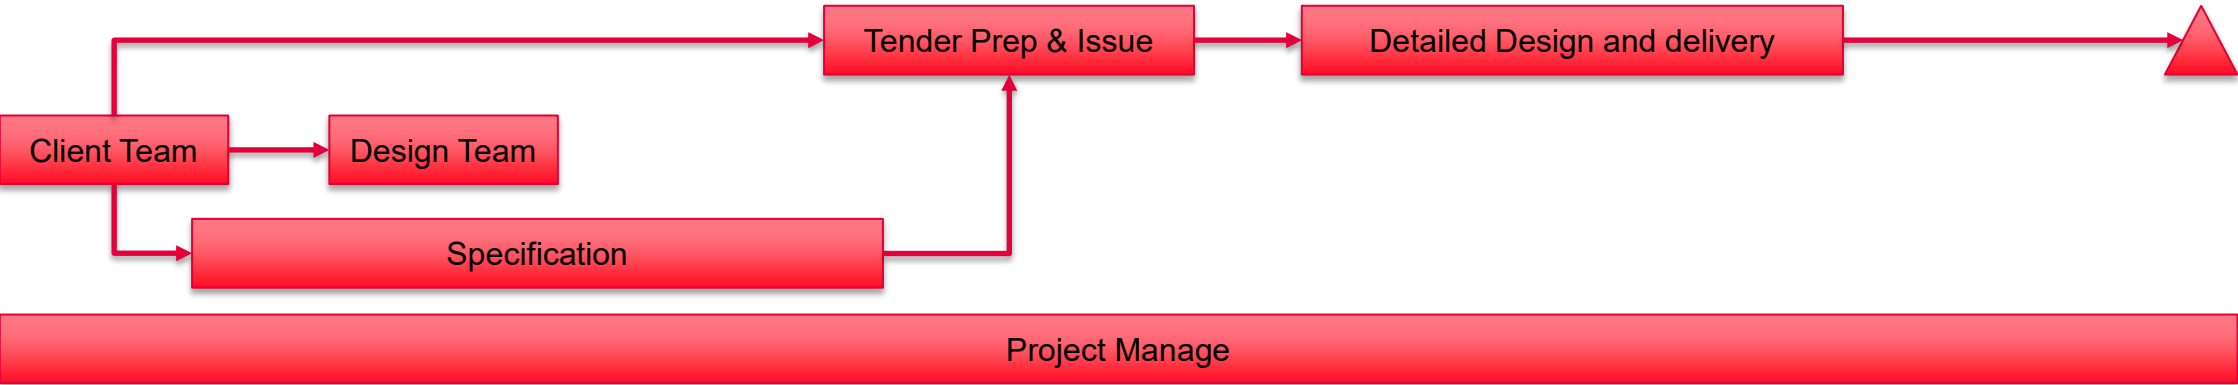 Tender Prep & Issue
Detailed Design and delivery
Client Team
Design Team
Specification
Project Manage